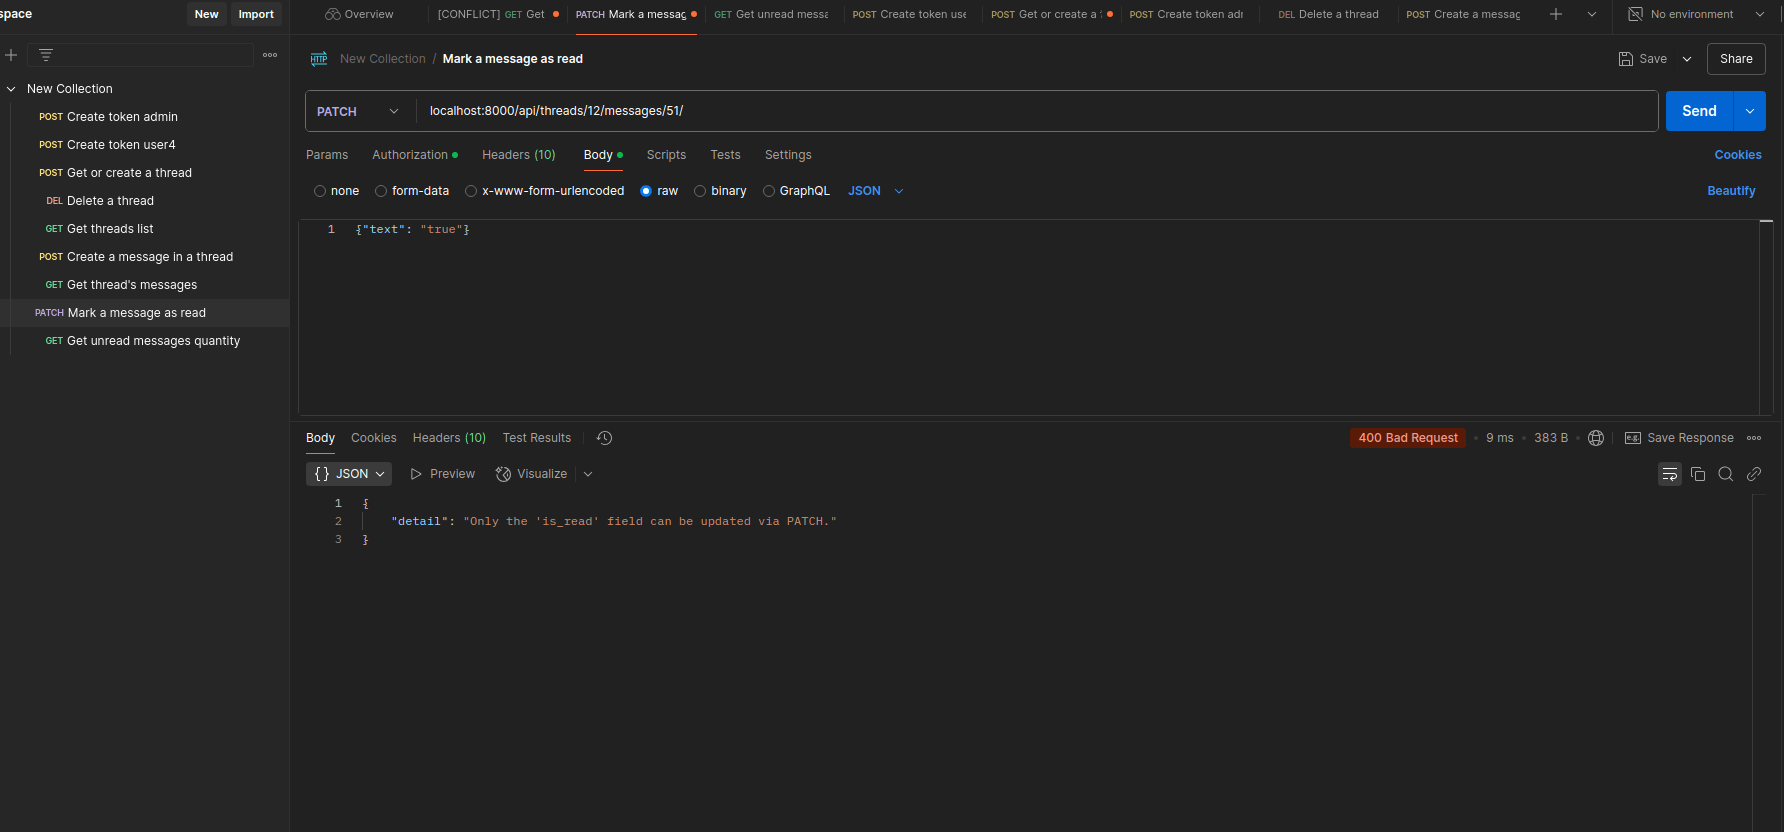 space New Import
Overview [CONFLICT] GET Get PATCH Mark a messag GET Get unread messa POST Create token use POST Get or create a POST Create token adr DEL Delete a thread POST Create a messag No environment
HTTP New Collection / Mark a message as read Save Share
New Collection
POST Create token admin
POST Create token user4
POST Get or create a thread
DEL Delete a thread
GET Get threads list
POST Create a message in a thread
GET Get thread's messages
PATCH Mark a message as read
GET Get unread messages quantity
PATCH localhost:8000/api/threads/12/messages/51/ Send
Params Authorization Headers (10) Body Scripts Tests Settings Cookies
none form-data x-www-form-urlencoded raw binary GraphQL JSON Beautify
1 {"text": "true"}
Body Cookies Headers (10) Test Results 400 Bad Request 9 ms 383 B e.g. Save Response
{} JSON Preview Visualize
1 {
2 "detail": "Only the 'is_read' field can be updated via PATCH."
3 }